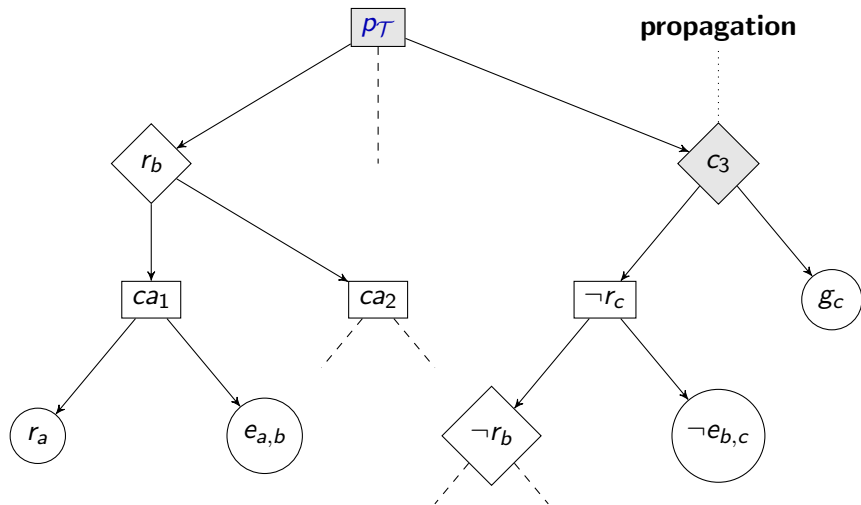 p_𝒯
propagation
r_b
c_3
ca_1
ca_2
¬r_c
g_c
r_a
e_{a,b}
¬r_b
¬e_{b,c}